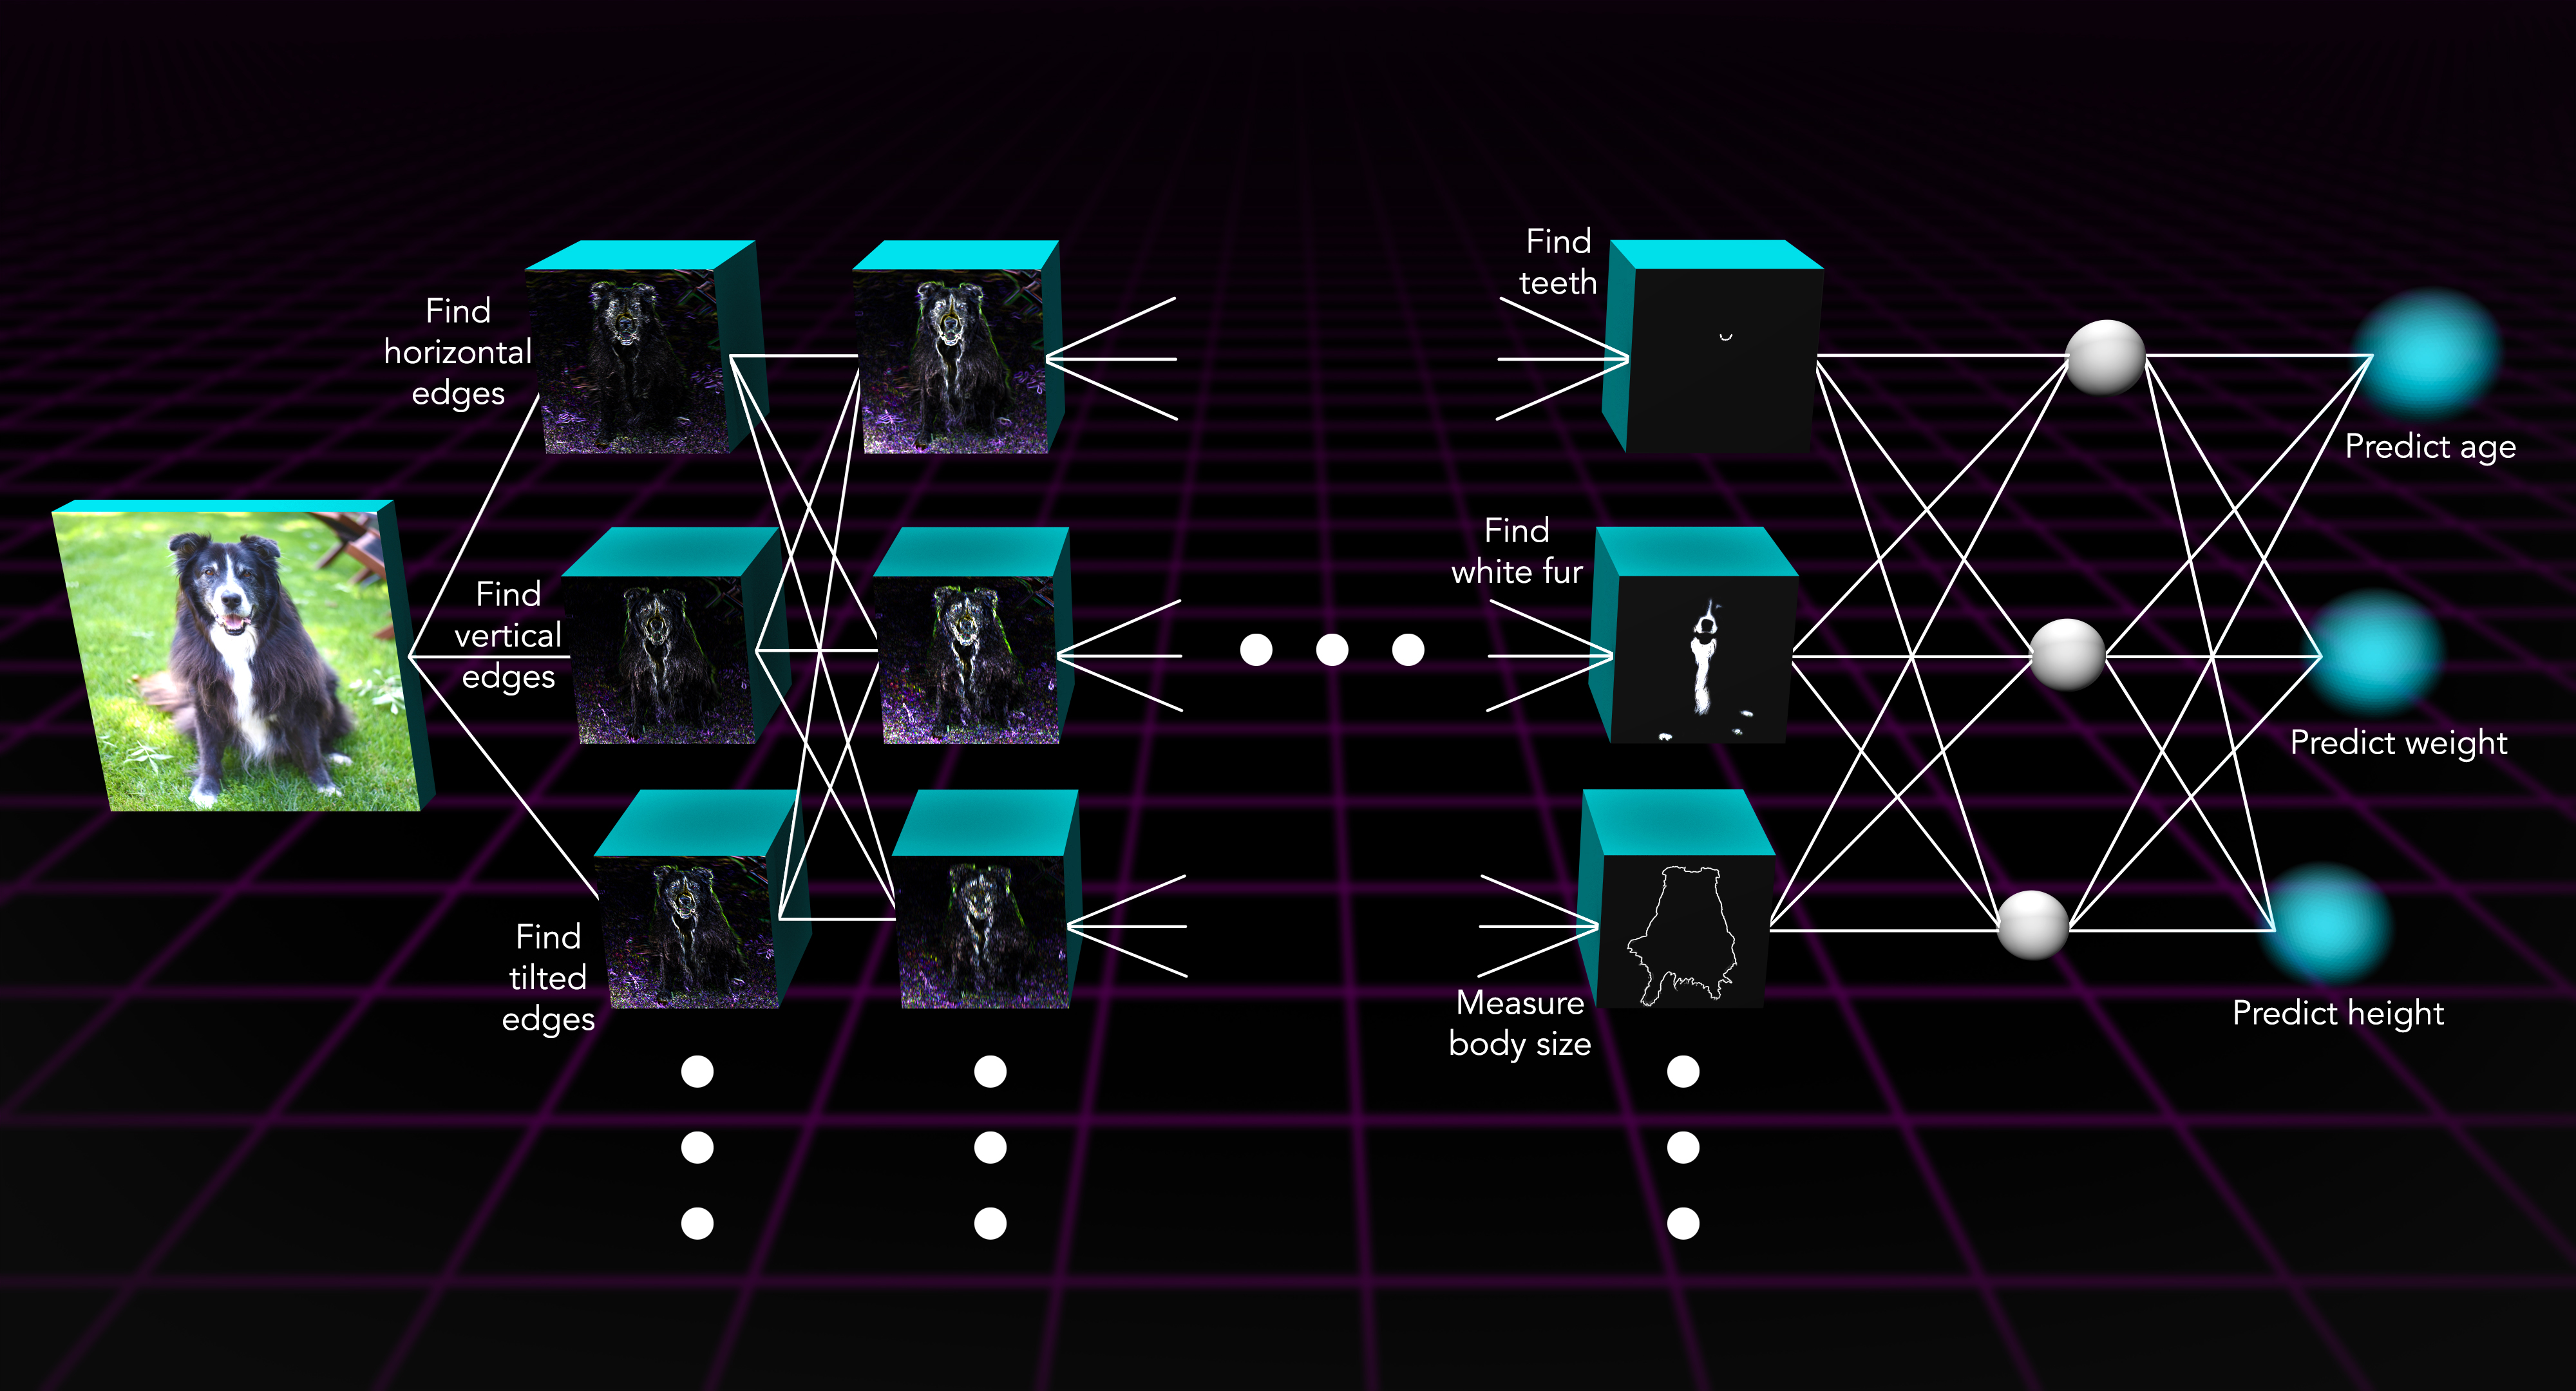 Find
horizontal
edges
Find
vertical
edges
Find
tilted
edges
Find
teeth
Find
white fur
Measure
body size
Predict age
Predict weight
Predict height